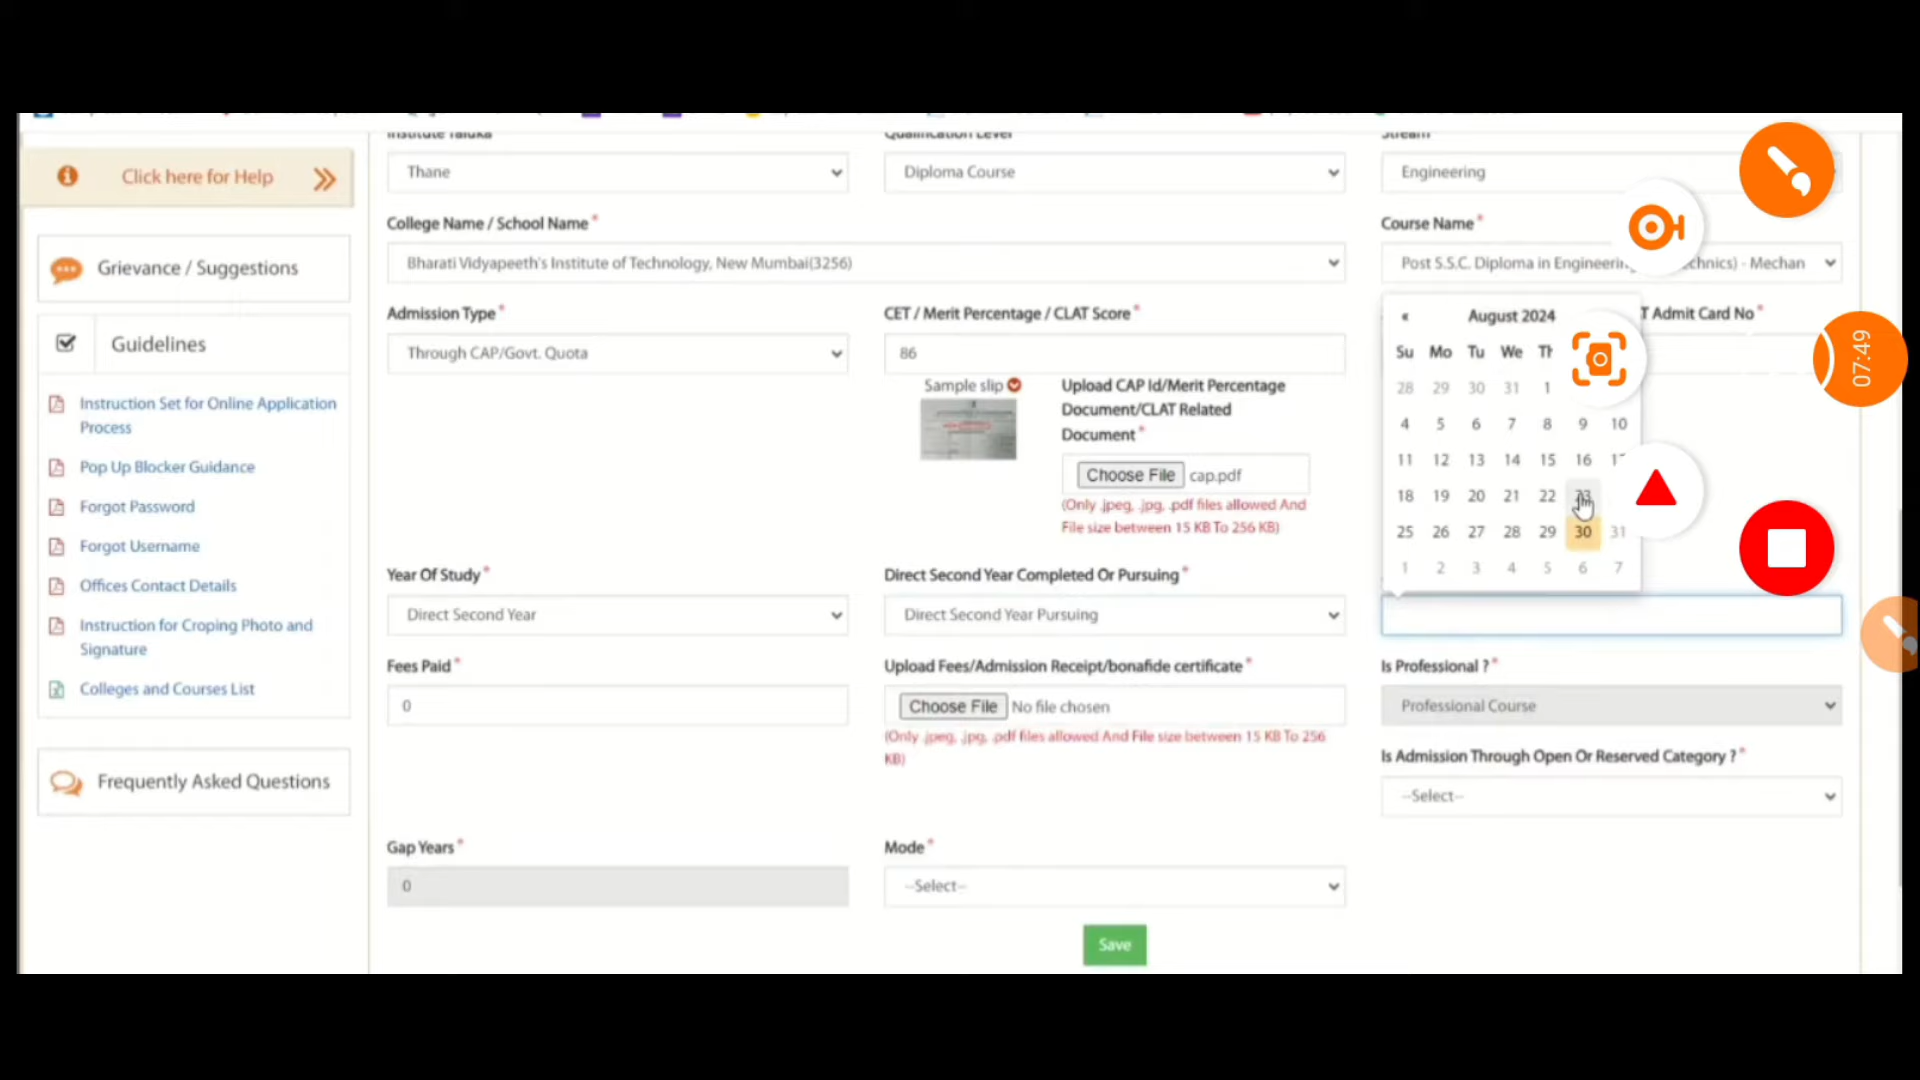 Institute Taluka
Qualification Level
Stream
Click here for Help
Thane
Diploma Course
Engineering
College Name / School Name *
Course Name *
Grievance / Suggestions
Bharati Vidyapeeth's Institute of Technology, New Mumbai(3256)
Post S.S.C. Diploma in Engineerin chnics) - Mechan
Admission Type *
CET / Merit Percentage / CLAT Score *
T Admit Card No *
Guidelines
Through CAP/Govt. Quota
86
« August 2024
Su Mo Tu We Th
28 29 30 31 1
4 5 6 7 8 9 10
11 12 13 14 15 16
18 19 20 21 22 23
25 26 27 28 29 30 31
1 2 3 4 5 6 7
07:49
Sample slip
Upload CAP Id/Merit Percentage
Document/CLAT Related
Document *
Choose File cap.pdf
(Only .jpeg, .jpg, .pdf files allowed And
File size between 15 KB To 256 KB)
Instruction Set for Online Application
Process
Pop Up Blocker Guidance
Forgot Password
Forgot Username
Offices Contact Details
Instruction for Croping Photo and
Signature
Colleges and Courses List
Year Of Study *
Direct Second Year Completed Or Pursuing *
Direct Second Year
Direct Second Year Pursuing
Fees Paid *
Upload Fees/Admission Receipt/bonafide certificate *
Is Professional ? *
0
Choose File No file chosen
Professional Course
(Only .jpeg, .jpg, .pdf files allowed And File size between 15 KB To 256
KB)
Is Admission Through Open Or Reserved Category ? *
Frequently Asked Questions
--Select--
Gap Years *
Mode *
0
--Select--
Save